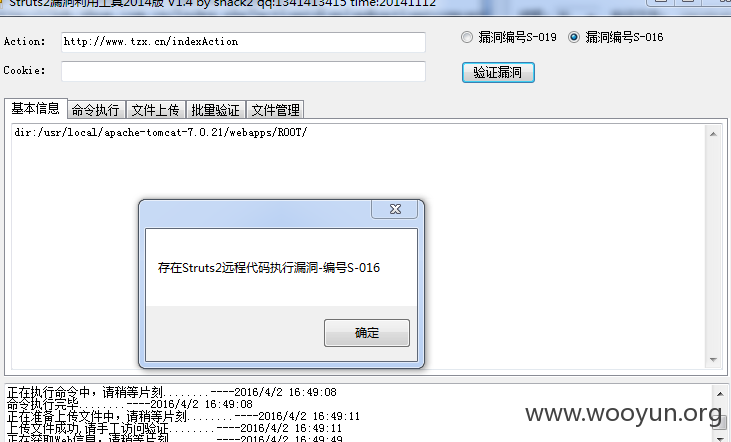 Struts2漏洞利用工具2014版 V1.4 by shack2 qq:1341413415 time:20141112
Action:
http://www.tzx.cn/indexAction
漏洞编号S-019
漏洞编号S-016
Cookie:
验证漏洞
基本信息
命令执行
文件上传
批量验证
文件管理
dir:/usr/local/apache-tomcat-7.0.21/webapps/ROOT/
存在Struts2远程代码执行漏洞-编号S-016
确定
正在执行命令中，请稍等片刻........----2016/4/2 16:49:08
命令执行完毕........----2016/4/2 16:49:08
正在准备上传文件中，请稍等片刻........----2016/4/2 16:49:11
上传文件成功,请手工访问验证........----2016/4/2 16:49:11
正在获取Web信息，请稍等片刻........----2016/4/2 16:49:49
www.wooyun.org